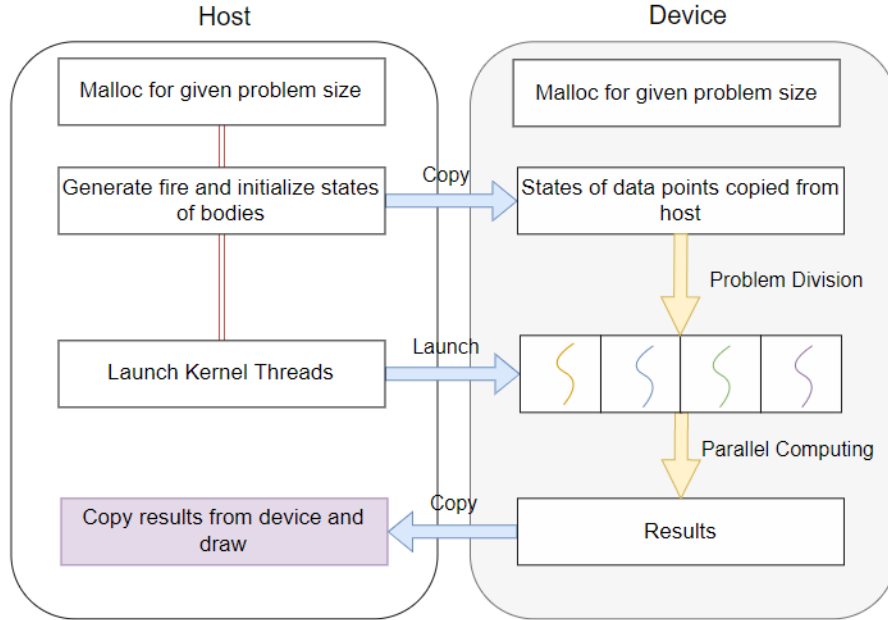 Host
Device
Malloc for given problem size
Malloc for given problem size
Generate fire and initialize states
of bodies
Copy
States of data points copied from
host
Problem Division
Launch Kernel Threads
Launch
Parallel Computing
Copy results from device and
draw
Copy
Results